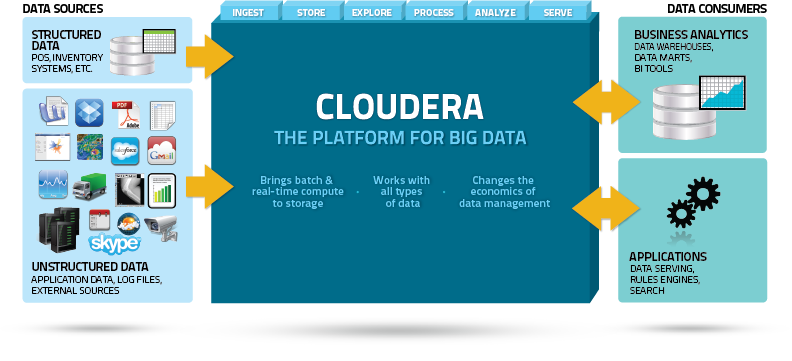 DATA SOURCES
INGEST
STORE
EXPLORE
PROCESS
ANALYZE
SERVE
DATA CONSUMERS
STRUCTURED
DATA
POS, INVENTORY
SYSTEMS, ETC.
PDF
Adobe
salesforce
Gmail
skype
UNSTRUCTURED DATA
APPLICATION DATA, LOG FILES,
EXTERNAL SOURCES
CLOUDERA
THE PLATFORM FOR BIG DATA
Brings batch &
real-time compute
to storage
·
Works with
all types
of data
·
Changes the
economics of
data management
BUSINESS ANALYTICS
DATA WAREHOUSES,
DATA MARTS,
BI TOOLS
APPLICATIONS
DATA SERVING,
RULES ENGINES,
SEARCH